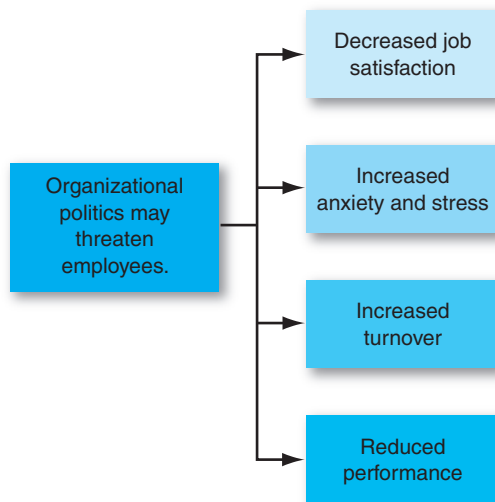 Organizational
politics may
threaten
employees.
Decreased job
satisfaction
Increased
anxiety and stress
Increased
turnover
Reduced
performance